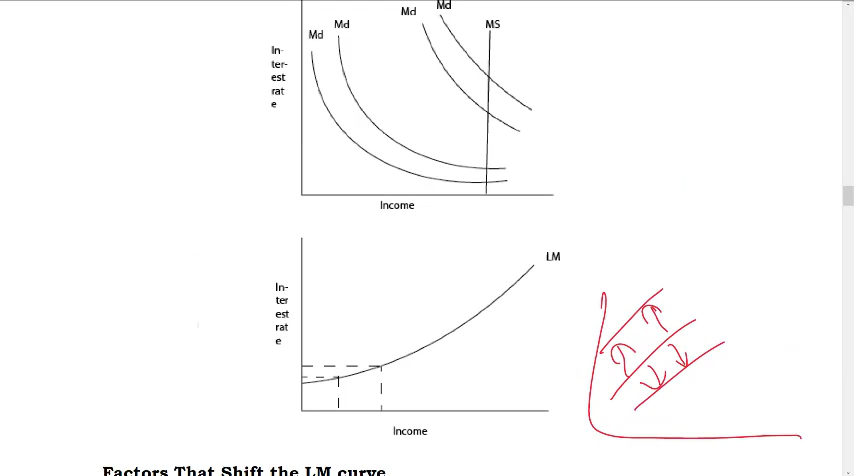 Md
Md
MS
Md
Md
In-
ter-
est
rat
e
Income
LM
In-
ter
est
rat
e
Income
Factors That Shift the LM curve